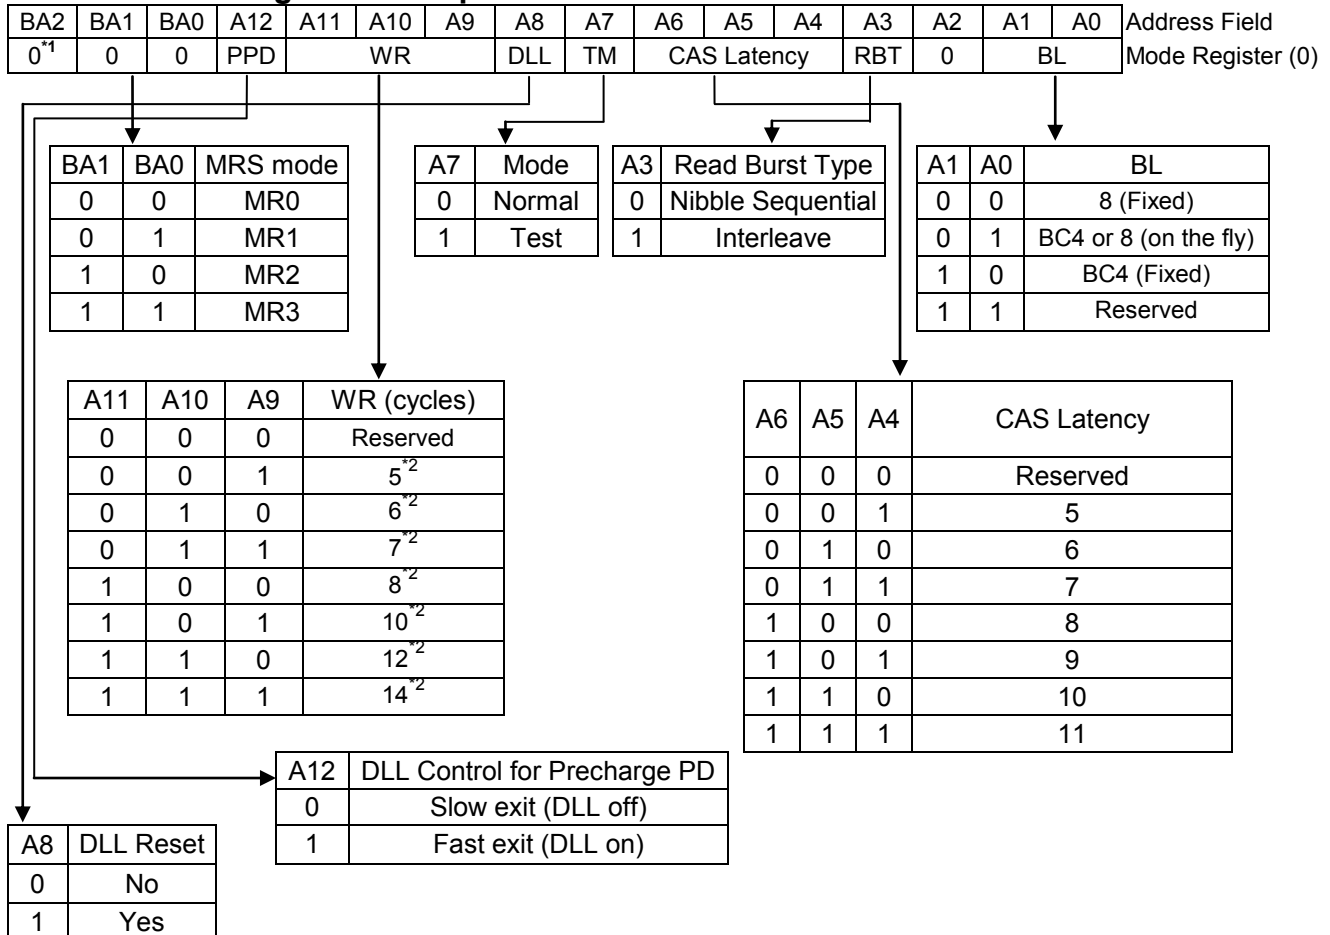 BA2 BA1 BA0 A12 A11 A10 A9 A8 A7 A6 A5 A4 A3 A2 A1 A0 Address Field
0*1 0 0 PPD WR DLL TM CAS Latency RBT 0 BL Mode Register (0)
BA1 BA0 MRS mode
0 0 MR0
0 1 MR1
1 0 MR2
1 1 MR3
A7 Mode
0 Normal
1 Test
A3 Read Burst Type
0 Nibble Sequential
1 Interleave
A1 A0 BL
0 0 8 (Fixed)
0 1 BC4 or 8 (on the fly)
1 0 BC4 (Fixed)
1 1 Reserved
A11 A10 A9 WR (cycles)
0 0 0 Reserved
0 0 1 5*2
0 1 0 6*2
0 1 1 7*2
1 0 0 8*2
1 0 1 10*2
1 1 0 12*2
1 1 1 14*2
A6 A5 A4 CAS Latency
0 0 0 Reserved
0 0 1 5
0 1 0 6
0 1 1 7
1 0 0 8
1 0 1 9
1 1 0 10
1 1 1 11
A12 DLL Control for Precharge PD
0 Slow exit (DLL off)
1 Fast exit (DLL on)
A8 DLL Reset
0 No
1 Yes